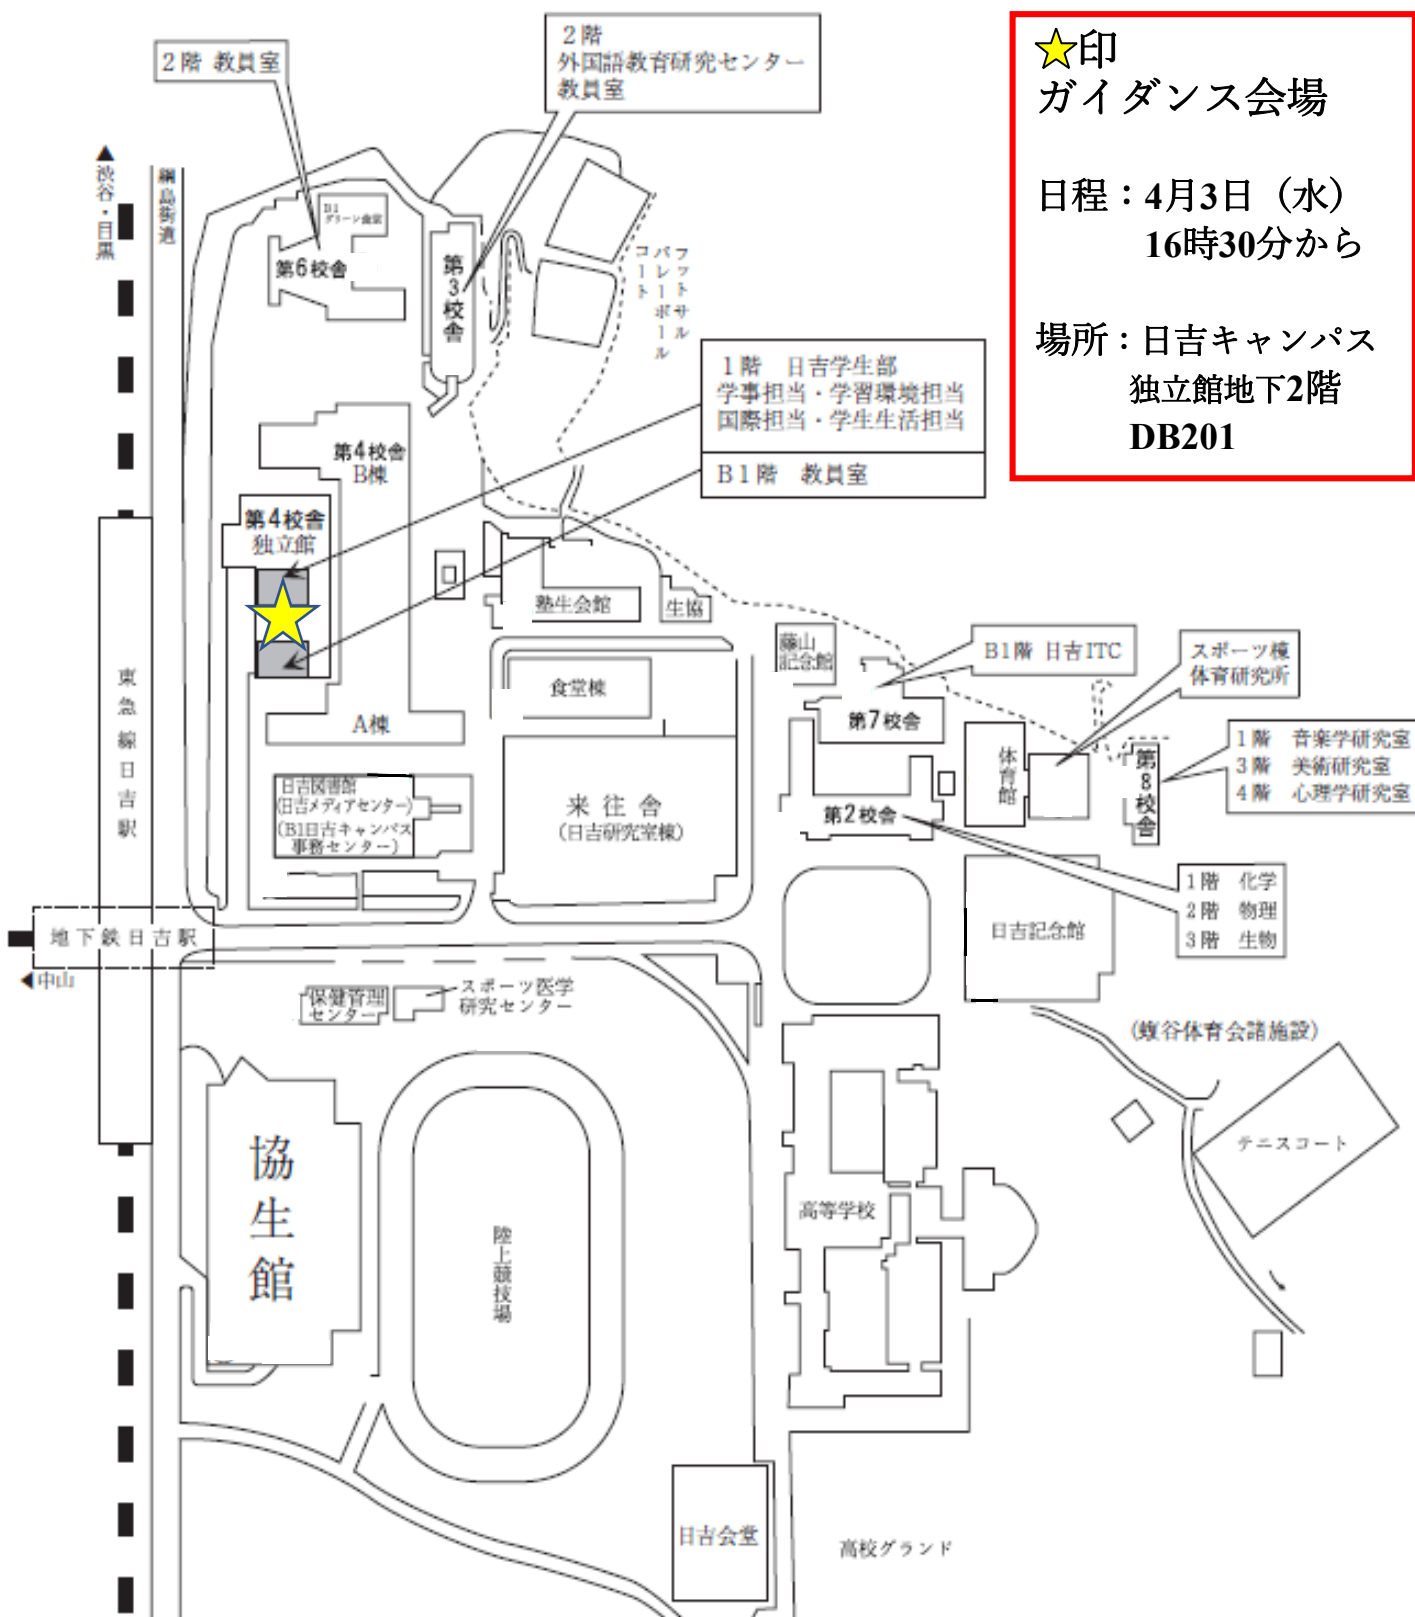 ☆印
ガイダンス会場
日程：4月3日（水）
16時30分から
場所：日吉キャンパス
独立館地下2階
DB201
2階 教員室
2階
外国語教育研究センター
教員室
▲渋谷・目黒
綱島街道
B1
グリーン食堂
第6校舎
第3校舎
フットサル
バレーボール
コート
1階 日吉学生部
学事担当・学習環境担当
国際担当・学生生活担当
B1階 教員室
第4校舎
B棟
第4校舎
独立館
塾生会館
生協
藤山
記念館
B1階 日吉ITC
スポーツ棟
体育研究所
東急線日吉駅
食堂棟
A棟
第7校舎
体育館
第8校舎
1階 音楽学研究室
3階 美術研究室
4階 心理学研究室
日吉図書館
(日吉メディアセンター)
(B1日吉キャンパス
事務センター)
来往舎
(日吉研究室棟)
第2校舎
1階 化学
2階 物理
3階 生物
地下鉄日吉駅
◀中山
日吉記念館
保健管理
センター
スポーツ医学
研究センター
(蝮谷体育会諸施設)
テニスコート
協生館
陸上競技場
高等学校
日吉会堂
高校グランド